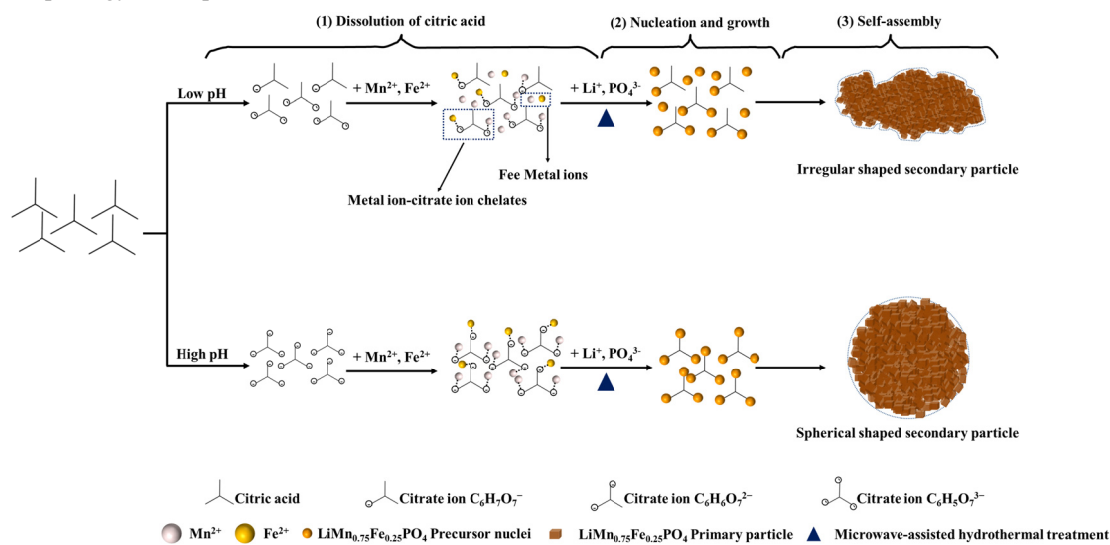 (1) Dissolution of citric acid
(2) Nucleation and growth
(3) Self-assembly
Low pH
+ Mn²⁺, Fe²⁺
+ Li⁺, PO₄³⁻
Fee Metal ions
Metal ion-citrate ion chelates
Irregular shaped secondary particle
High pH
+ Mn²⁺, Fe²⁺
+ Li⁺, PO₄³⁻
Spherical shaped secondary particle
Citric acid
Citrate ion C₆H₇O₇⁻
Citrate ion C₆H₆O₇²⁻
Citrate ion C₆H₅O₇³⁻
Mn²⁺
Fe²⁺
LiMn₀.₇₅Fe₀.₂₅PO₄ Precursor nuclei
LiMn₀.₇₅Fe₀.₂₅PO₄ Primary particle
Microwave-assisted hydrothermal treatment